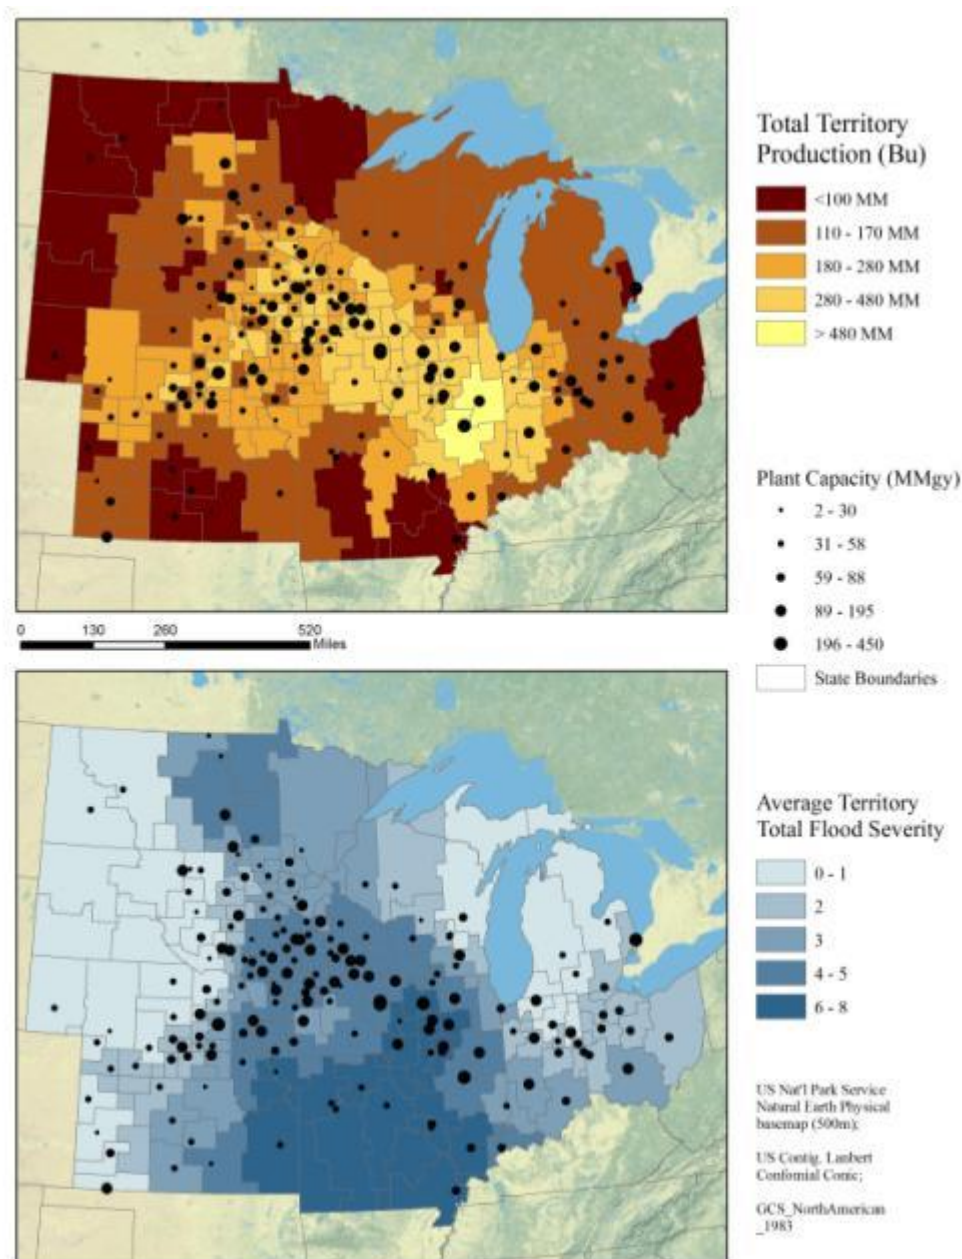 Total Territory
Production (Bu)
<100 MM
110 - 170 MM
180 - 280 MM
280 - 480 MM
> 480 MM
Plant Capacity (MMgy)
2 - 30
31 - 58
59 - 88
89 - 195
196 - 450
State Boundaries
0 130 260 520
Miles
Average Territory
Total Flood Severity
0 - 1
2
3
4 - 5
6 - 8
US Nat'l Park Service
Natural Earth Physical
basemap (500m);
US Contig. Lanbert
Confomial Conic;
GCS_NorthAmerican
_1983